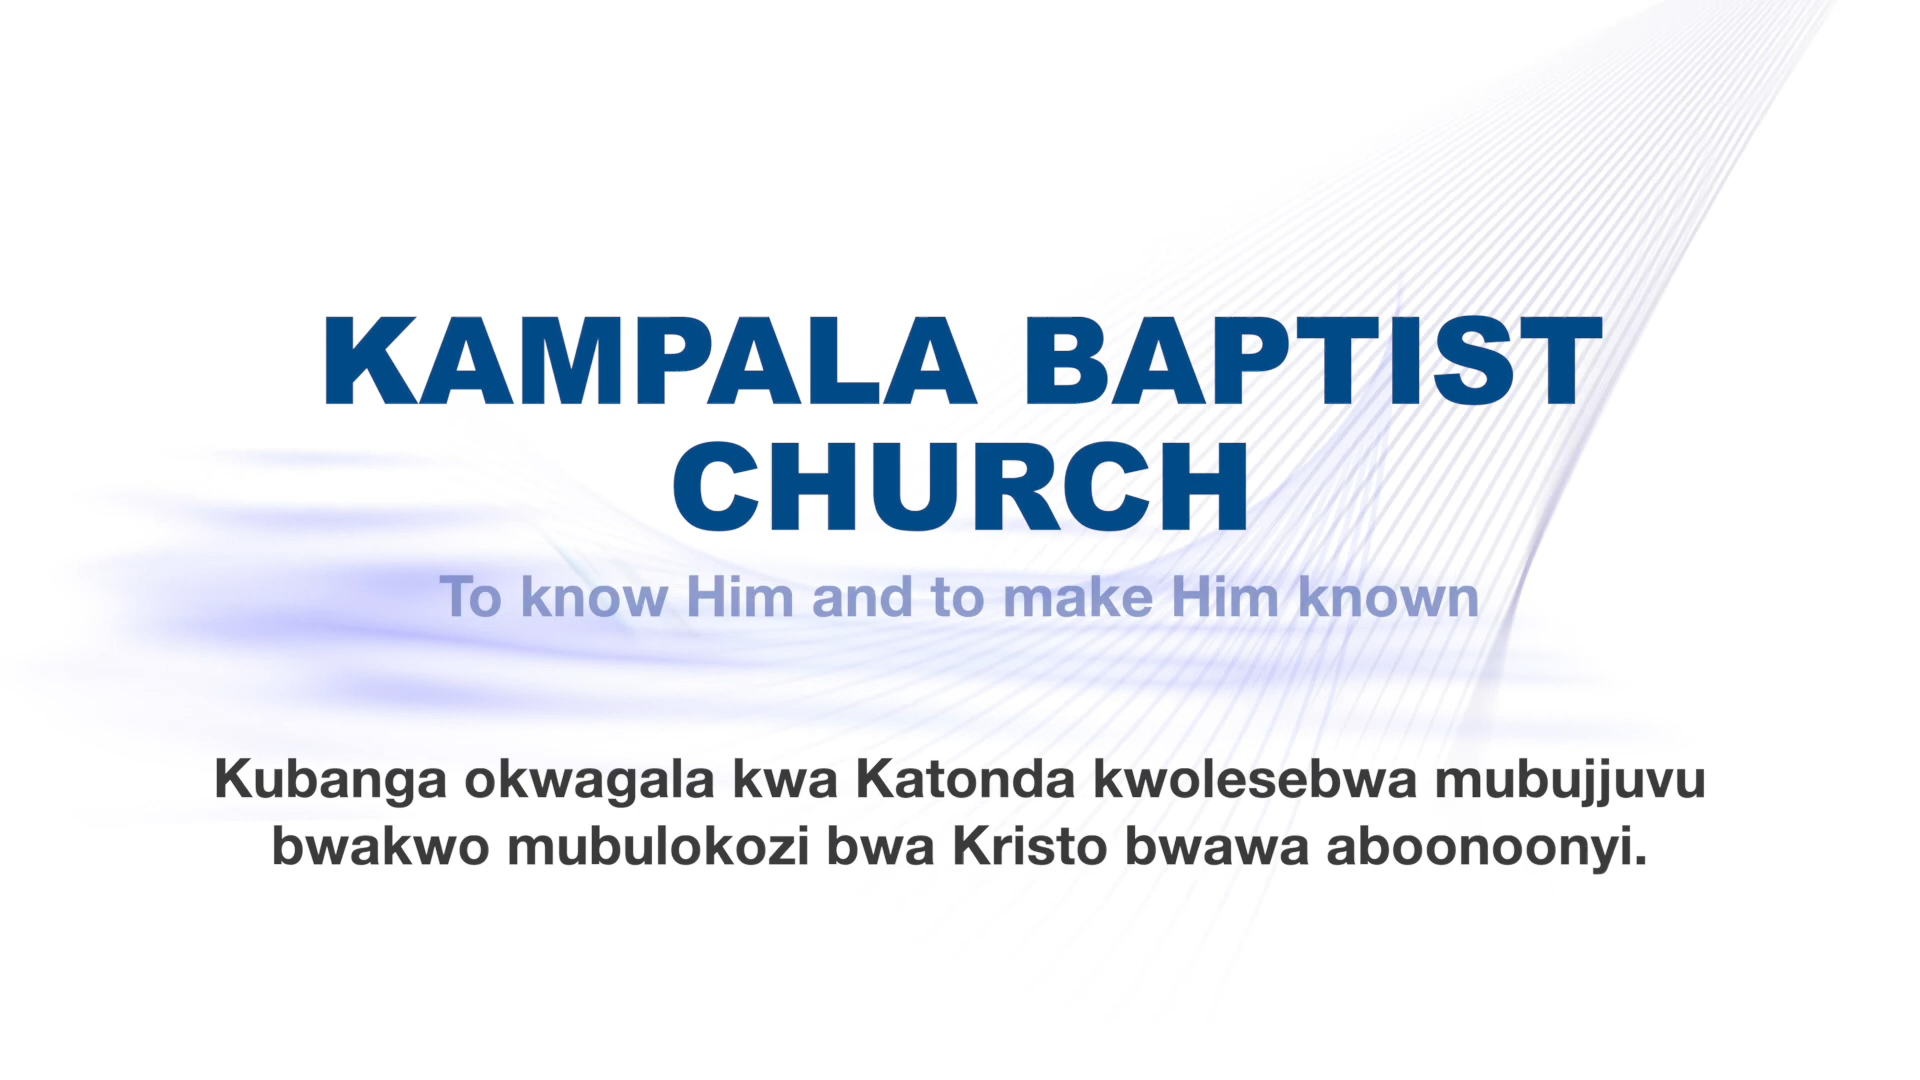 KAMPALA BAPTIST
CHURCH
To know Him and to make Him known
Kubanga okwagala kwa Katonda kwolesebwa mubujjuvu
bwakwo mubulokozi bwa Kristo bwawa aboonoonyi.